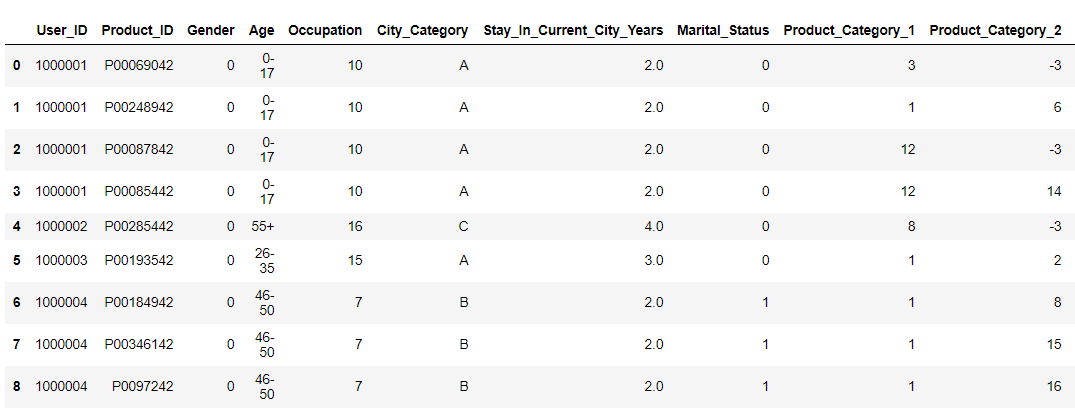 User_ID Product_ID Gender Age Occupation City_Category Stay_In_Current_City_Years Marital_Status Product_Category_1 Product_Category_2
0 1000001 P00069042 0 0-17 10 A 2.0 0 3 -3
1 1000001 P00248942 0 0-17 10 A 2.0 0 1 6
2 1000001 P00087842 0 0-17 10 A 2.0 0 12 -3
3 1000001 P00085442 0 0-17 10 A 2.0 0 12 14
4 1000002 P00285442 0 55+ 16 C 4.0 0 8 -3
5 1000003 P00193542 0 26-35 15 A 3.0 0 1 2
6 1000004 P00184942 0 46-50 7 B 2.0 1 1 8
7 1000004 P00346142 0 46-50 7 B 2.0 1 1 15
8 1000004 P0097242 0 46-50 7 B 2.0 1 1 16